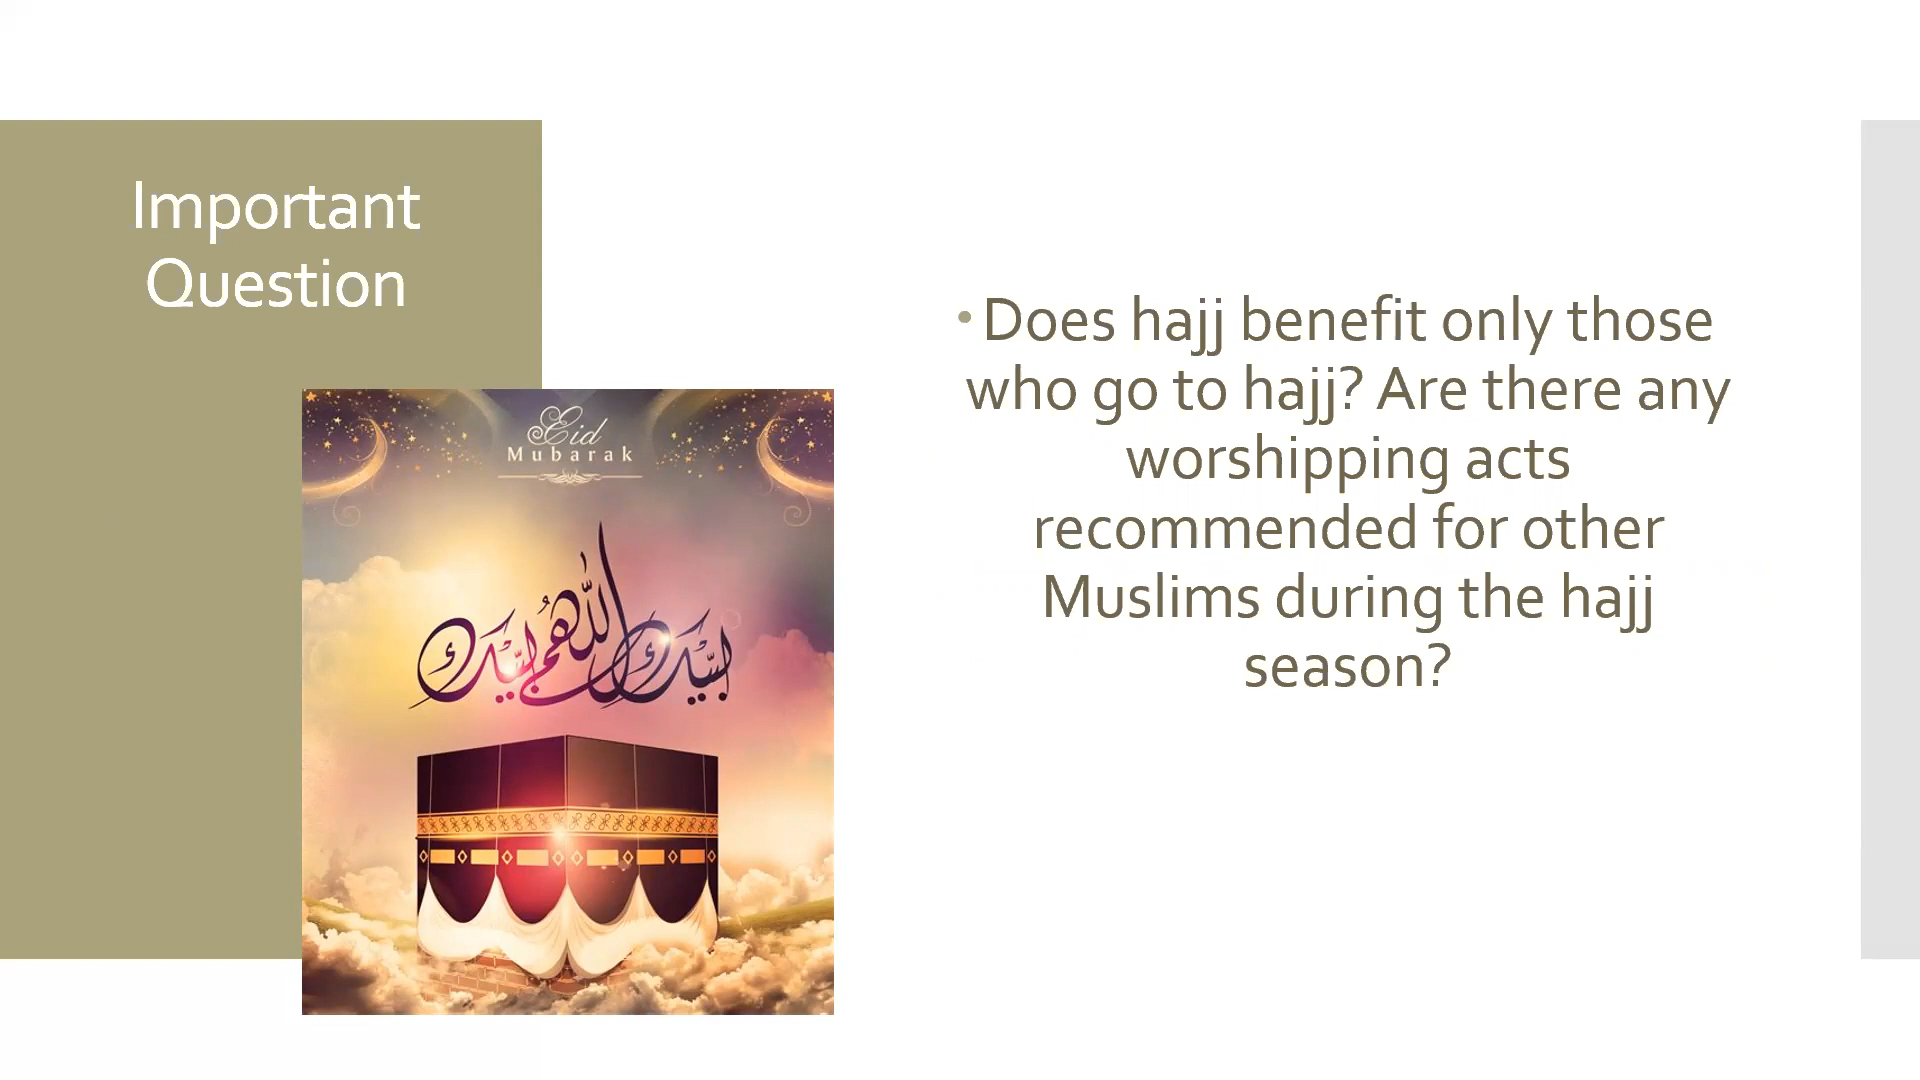 Important
Question
Eid
Mubarak
لبيك اللهم لبيك
• Does hajj benefit only those
who go to hajj? Are there any
worshipping acts
recommended for other
Muslims during the hajj
season?